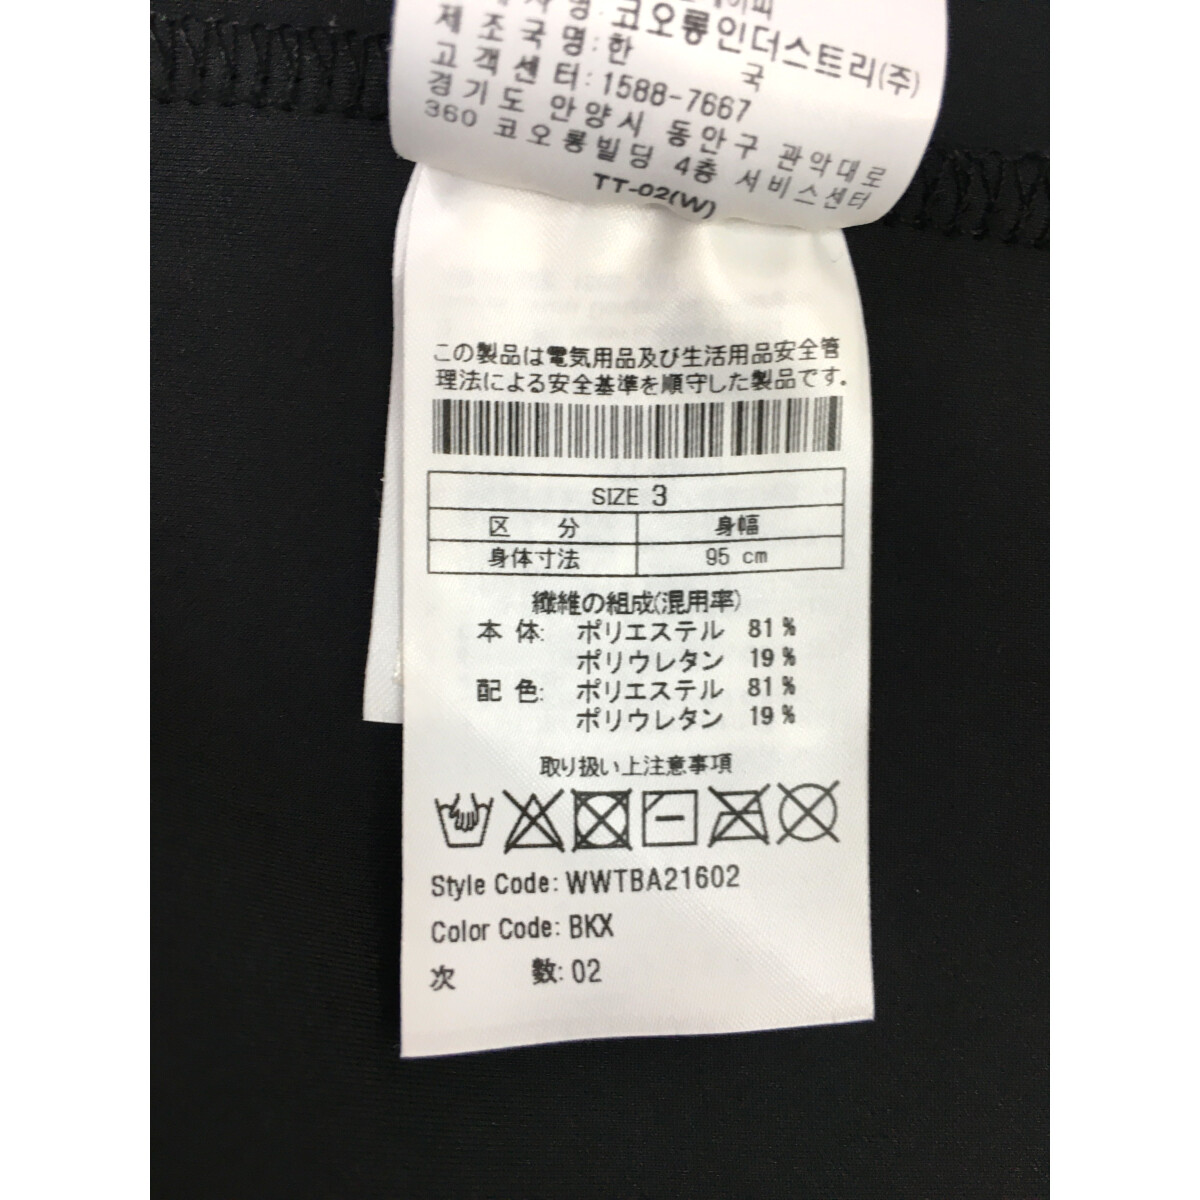 명: 코오롱인더스트리(주)
제조국명: 한 국
고객센터: 1588-7667
경기도 안양시 동안구 관악대로
360 코오롱빌딩 4층 서비스센터
TT-02(W)
この製品は電気用品及び生活用品安全管
理法による安全基準を順守した製品です.
SIZE 3
区 分 身幅
身体寸法 95 cm
繊維の組成(混用率)
本 体: ポリエステル 81 %
ポリウレタン 19 %
配 色: ポリエステル 81 %
ポリウレタン 19 %
取り扱い上注意事項
Style Code: WWTBA21602
Color Code: BKX
次 数: 02